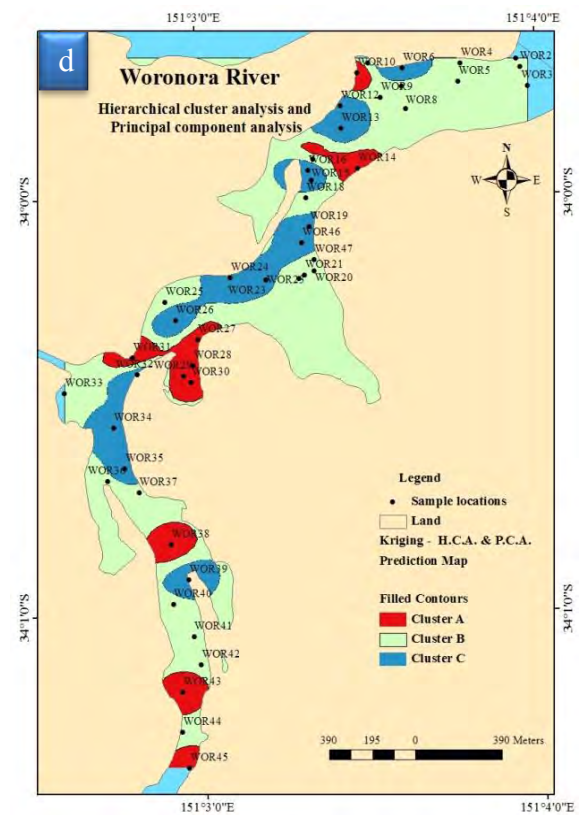 151°3'0"E
151°4'0"E
d
Woronora River
Hierarchical cluster analysis and
Principal component analysis
WOR10
WOR6
WOR4
WOR2
WOR5
WOR3
WOR9
WOR12
WOR8
WOR13
WOR16
WOR14
N
W E
S
WOR18
34°0'0"S
34°0'0"S
WOR19
WOR46
WOR47
WOR24
WOR21
WOR23
WOR20
WOR25
WOR26
WOR27
WOR31
WOR28
WOR32
WOR30
WOR33
WOR34
WOR35
WOR36
WOR37
Legend
Sample locations
Land
Kriging - H.C.A. & P.C.A.
Prediction Map
Filled Contours
Cluster A
Cluster B
Cluster C
WOR38
WOR39
WOR40
34°1'0"S
34°1'0"S
WOR41
WOR42
WOR43
WOR44
WOR45
390 195 0 390 Meters
151°3'0"E
151°4'0"E